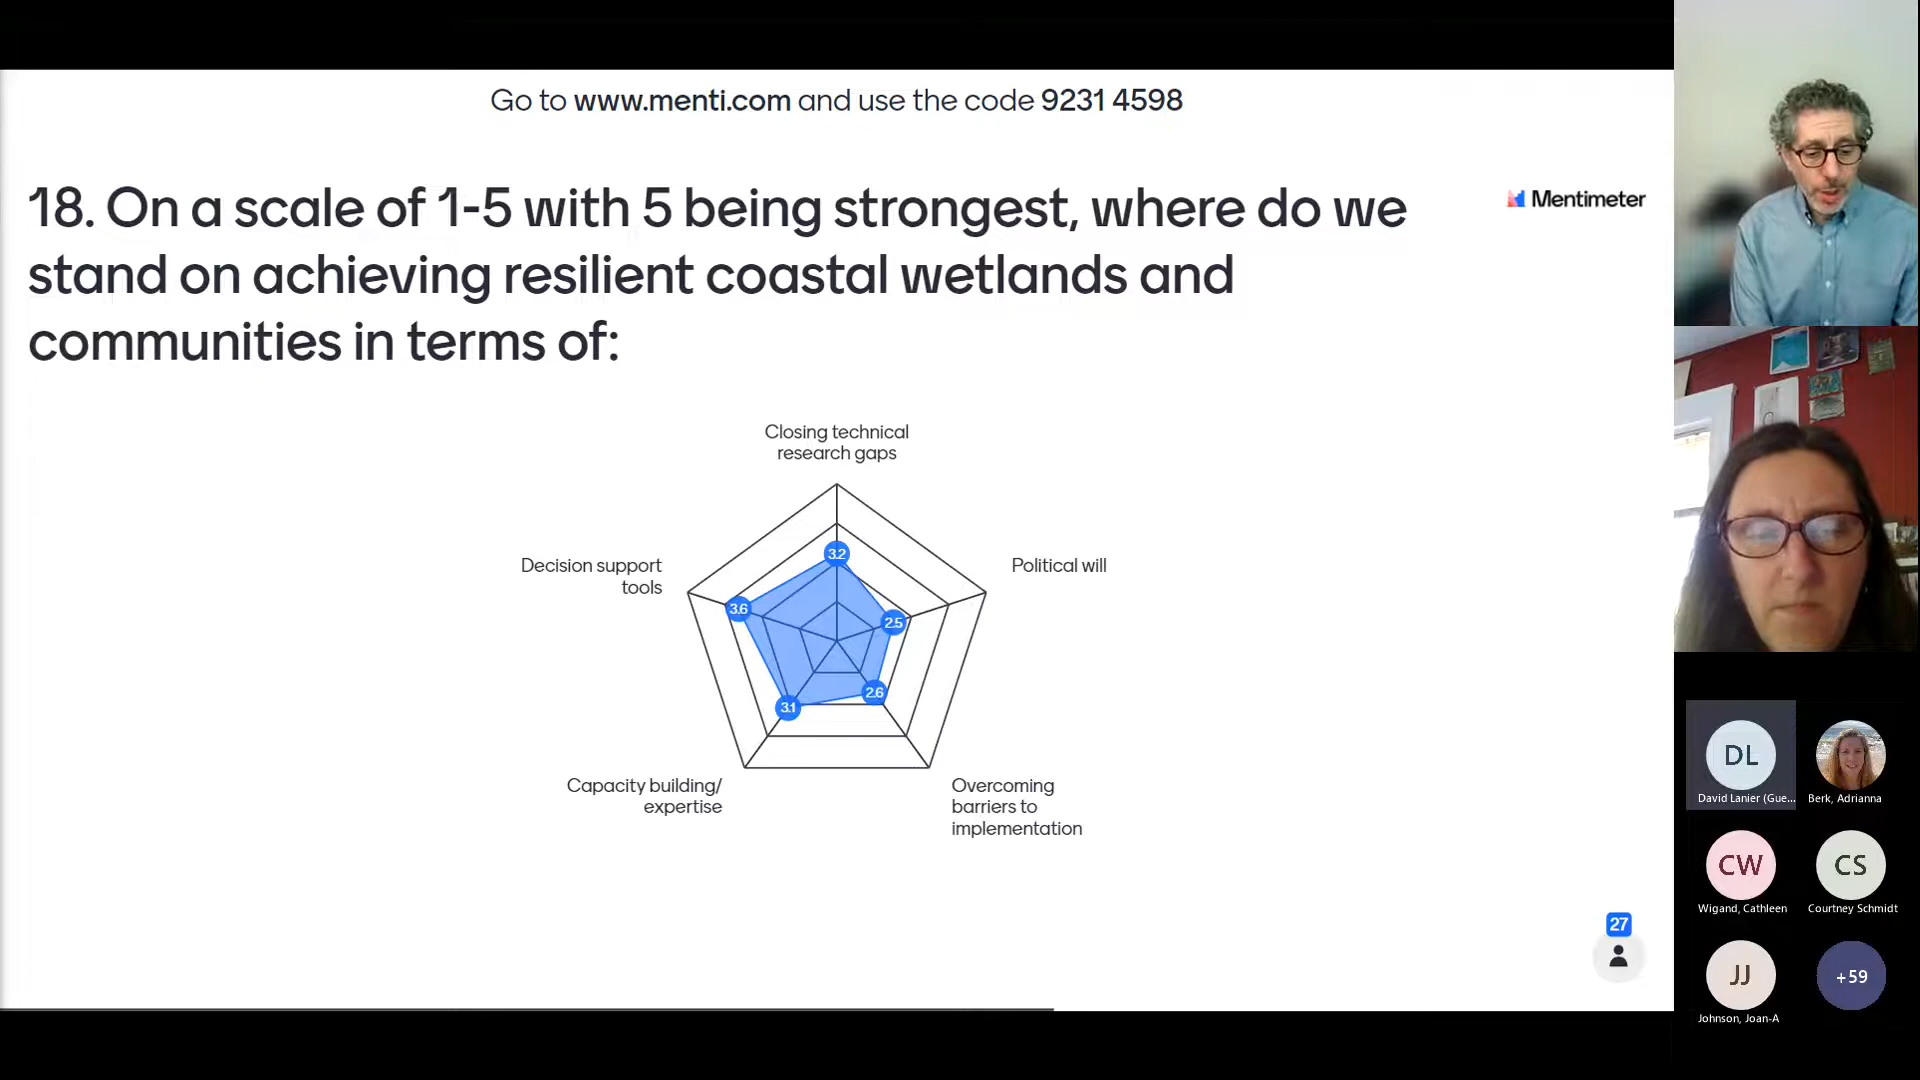 Go to www.menti.com and use the code 9231 4598
18. On a scale of 1-5 with 5 being strongest, where do we
stand on achieving resilient coastal wetlands and
communities in terms of:
Mentimeter
Closing technical
research gaps
Decision support
tools
Political will
3.2
3.6
2.5
2.6
3.1
Capacity building/
expertise
Overcoming
barriers to
implementation
27
DL
David Lanier (Gue...
Berk, Adrianna
CW
Wigand, Cathleen
CS
Courtney Schmidt
JJ
Johnson, Joan-A
+59